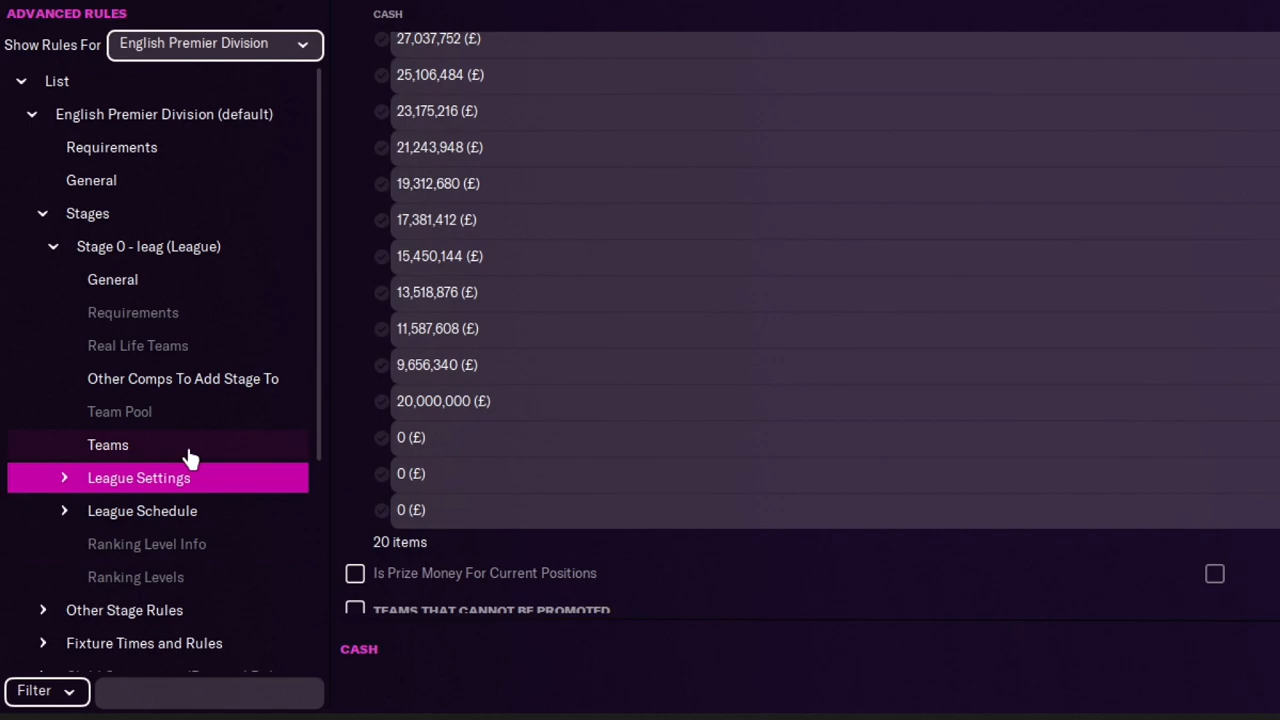 ADVANCED RULES
Show Rules For
English Premier Division
List
English Premier Division (default)
Requirements
General
Stages
Stage 0 - leag (League)
General
Requirements
Real Life Teams
Other Comps To Add Stage To
Team Pool
Teams
League Settings
League Schedule
Ranking Level Info
Ranking Levels
Other Stage Rules
Fixture Times and Rules
Filter
CASH
27,037,752 (£)
25,106,484 (£)
23,175,216 (£)
21,243,948 (£)
19,312,680 (£)
17,381,412 (£)
15,450,144 (£)
13,518,876 (£)
11,587,608 (£)
9,656,340 (£)
20,000,000 (£)
0 (£)
0 (£)
0 (£)
20 items
Is Prize Money For Current Positions
TEAMS THAT CANNOT BE PROMOTED
CASH